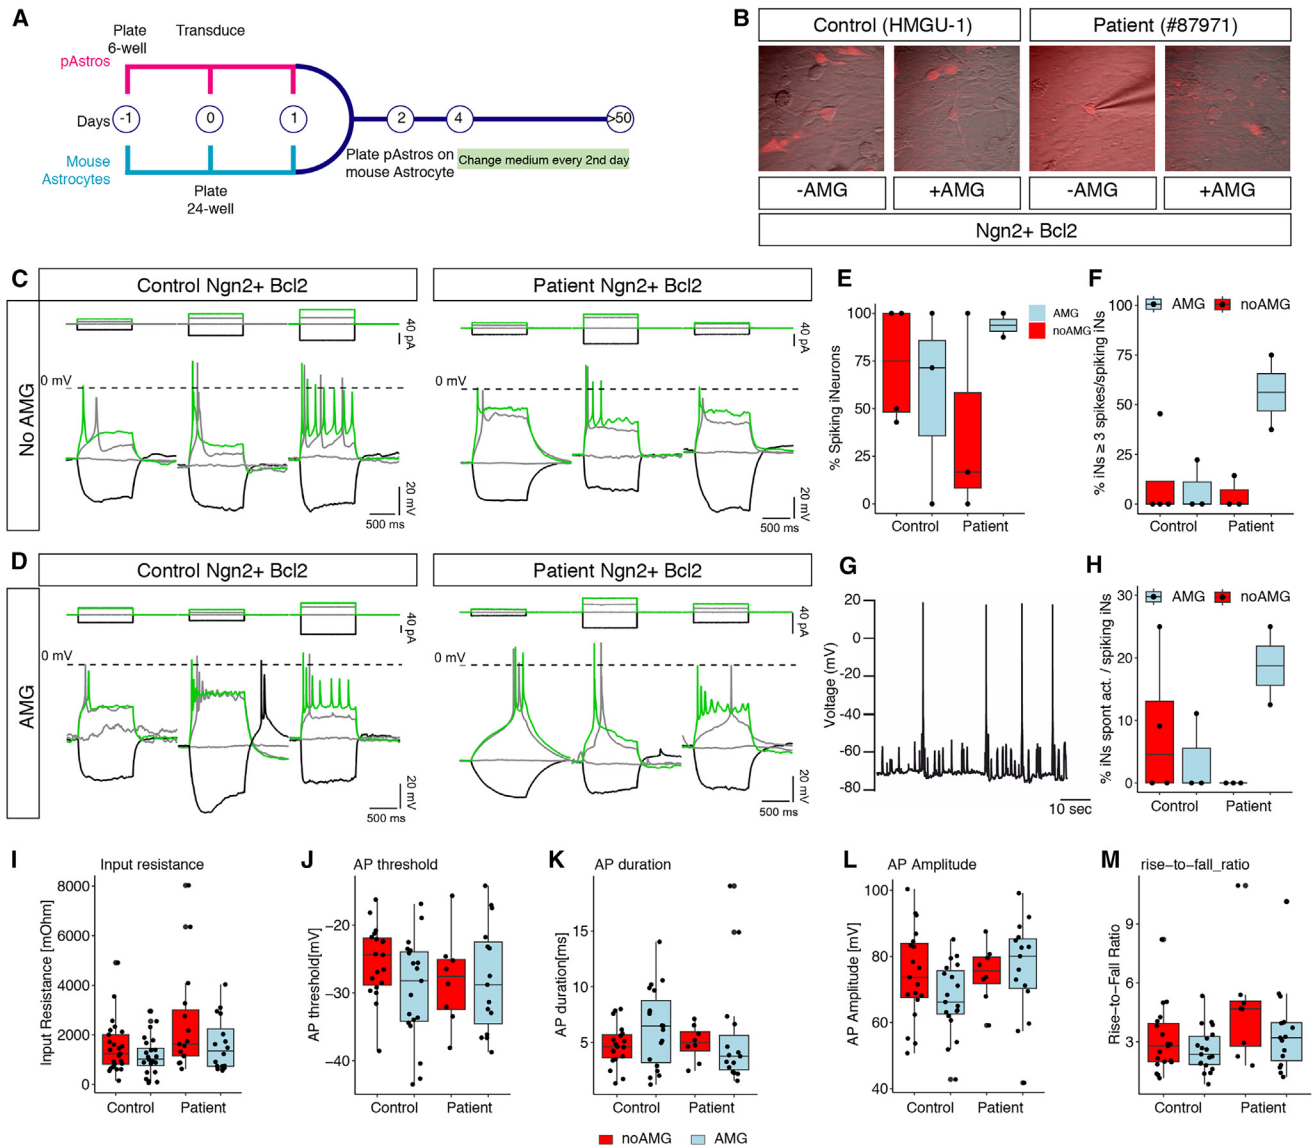 A
Plate
6-well
Transduce
pAstros
Days
-1
0
1
2
4
>50
Mouse
Astrocytes
Plate
24-well
Plate pAstros on
mouse Astrocyte
Change medium every 2nd day
B
Control (HMGU-1)
Patient (#87971)
-AMG
+AMG
-AMG
+AMG
Ngn2+ Bcl2
C
Control Ngn2+ Bcl2
Patient Ngn2+ Bcl2
No AMG
40 pA
40 pA
0 mV
0 mV
20 mV
500 ms
20 mV
500 ms
D
Control Ngn2+ Bcl2
Patient Ngn2+ Bcl2
AMG
40 pA
40 pA
0 mV
0 mV
20 mV
500 ms
20 mV
500 ms
E
% Spiking iNeurons
100
75
50
25
0
Control
Patient
AMG
noAMG
F
% iNs ≥ 3 spikes/spiking iNs
AMG
noAMG
100
75
50
25
0
Control
Patient
G
Voltage (mV)
20
0
-20
-40
-60
-80
10 sec
H
% iNs spont act. / spiking iNs
AMG
noAMG
30
20
10
0
Control
Patient
I
Input resistance
Input Resistance [mOhm]
8000
6000
4000
2000
0
Control
Patient
J
AP threshold
AP threshold[mV]
−20
−30
−40
Control
Patient
K
AP duration
AP duration[ms]
15
10
5
Control
Patient
L
AP Amplitude
AP Amplitude [mV]
100
80
60
40
Control
Patient
M
rise−to−fall_ratio
Rise−to−Fall Ratio
9
6
3
Control
Patient
noAMG
AMG